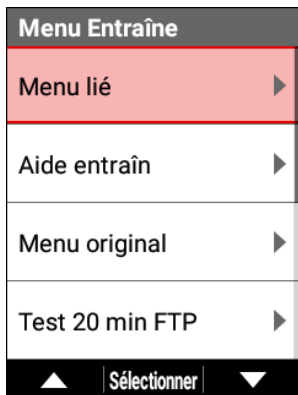 Menu Entraîne
Menu lié
Aide entraîn
Menu original
Test 20 min FTP
Sélectionner